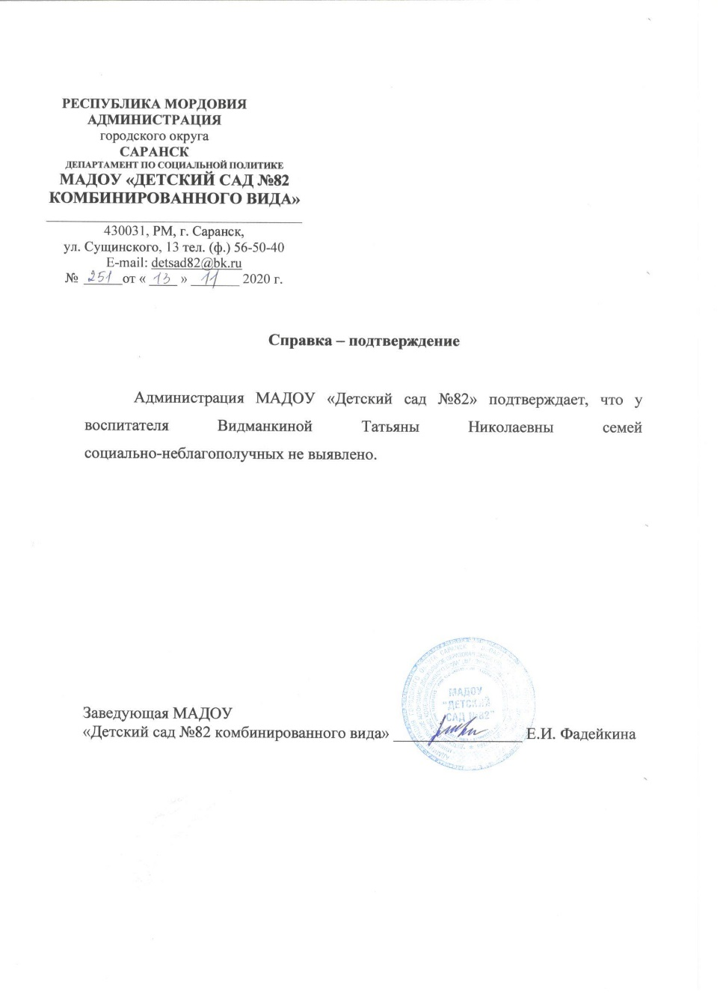 РЕСПУБЛИКА МОРДОВИЯ
АДМИНИСТРАЦИЯ
городского округа
САРАНСК
ДЕПАРТАМЕНТ ПО СОЦИАЛЬНОЙ ПОЛИТИКЕ
МАДОУ «ДЕТСКИЙ САД №82
КОМБИНИРОВАННОГО ВИДА»
430031, РМ, г. Саранск,
ул. Сущинского, 13 тел. (ф.) 56-50-40
E-mail: detsad82@bk.ru
№ 251 от « 13 » 11 2020 г.
Справка – подтверждение
Администрация МАДОУ «Детский сад №82» подтверждает, что у
воспитателя Видманкиной Татьяны Николаевны семей
социально-неблагополучных не выявлено.
МАДОУ
"ДЕТСКИЙ
САД №82"
Заведующая МАДОУ
«Детский сад №82 комбинированного вида» Е.И. Фадейкина